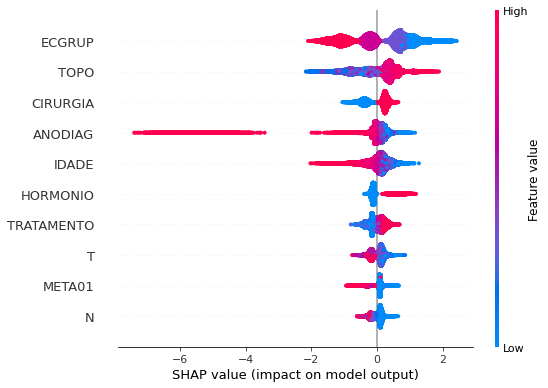 High
ECGRUP
TOPO
CIRURGIA
ANODIAG
IDADE
HORMONIO
TRATAMENTO
T
META01
N
Feature value
Low
−6 −4 −2 0 2
SHAP value (impact on model output)